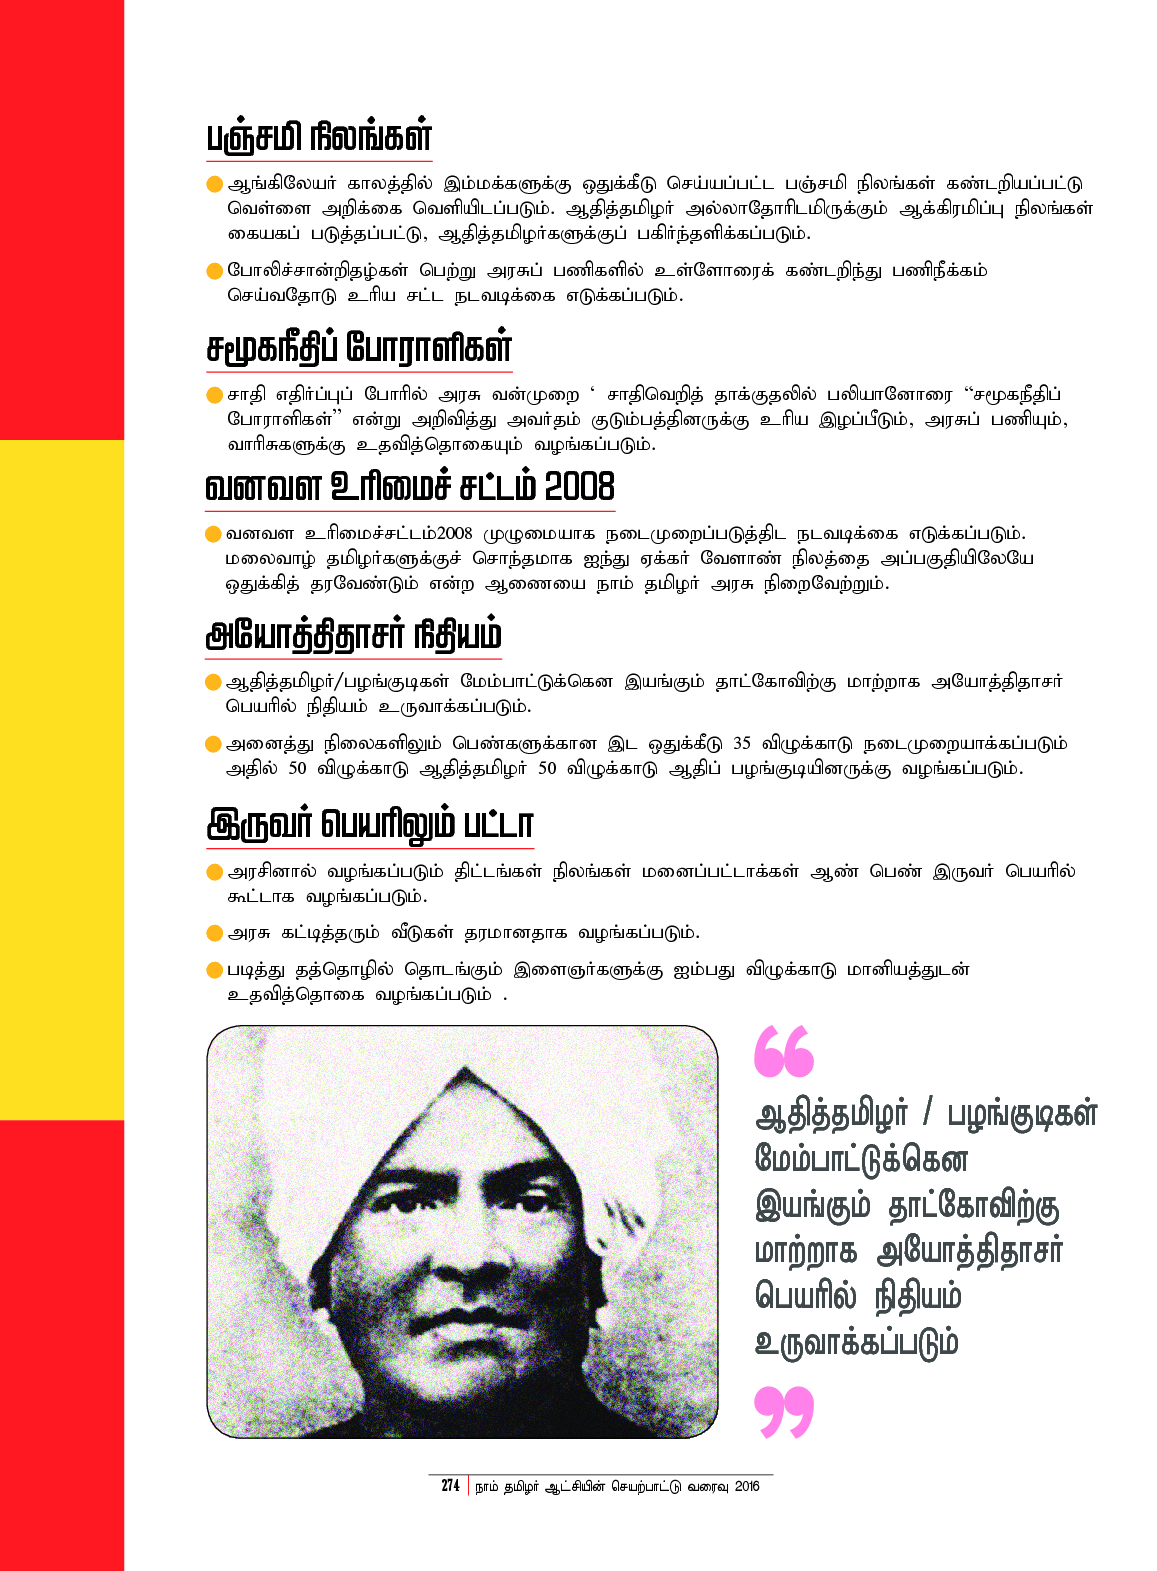 பஞ்சமி நிலங்கள்
ஆங்கிலேயர் காலத்தில் இம்மக்களுக்கு ஒதுக்கீடு செய்யப்பட்ட பஞ்சமி நிலங்கள் கண்டறியப்பட்டு
வெள்ளை அறிக்கை வெளியிடப்படும். ஆதித்தமிழர் அல்லாதோரிடமிருக்கும் ஆக்கிரமிப்பு நிலங்கள்
கையகப் படுத்தப்பட்டு, ஆதித்தமிழர்களுக்குப் பகிர்ந்தளிக்கப்படும்.
போலிச்சான்றிதழ்கள் பெற்று அரசுப் பணிகளில் உள்ளோரைக் கண்டறிந்து பணிநீக்கம்
செய்வதோடு உரிய சட்ட நடவடிக்கை எடுக்கப்படும்.
சமூகநீதிப் போராளிகள்
சாதி எதிர்ப்புப் போரில் அரசு வன்முறை ‘ சாதிவெறித் தாக்குதலில் பலியானோரை “சமூகநீதிப்
போராளிகள்” என்று அறிவித்து அவர்தம் குடும்பத்தினருக்கு உரிய இழப்பீடும், அரசுப் பணியும்,
வாரிசுகளுக்கு உதவித்தொகையும் வழங்கப்படும்.
வனவள உரிமைச் சட்டம் 2008
வனவள உரிமைச்சட்டம்2008 முழுமையாக நடைமுறைப்படுத்திட நடவடிக்கை எடுக்கப்படும்.
மலைவாழ் தமிழர்களுக்குச் சொந்தமாக ஐந்து ஏக்கர் வேளாண் நிலத்தை அப்பகுதியிலேயே
ஒதுக்கித் தரவேண்டும் என்ற ஆணையை நாம் தமிழர் அரசு நிறைவேற்றும்.
அயோத்திதாசர் நிதியம்
ஆதித்தமிழர்/பழங்குடிகள் மேம்பாட்டுக்கென இயங்கும் தாட்கோவிற்கு மாற்றாக அயோத்திதாசர்
பெயரில் நிதியம் உருவாக்கப்படும்.
அனைத்து நிலைகளிலும் பெண்களுக்கான இட ஒதுக்கீடு 35 விழுக்காடு நடைமுறையாக்கப்படும்
அதில் 50 விழுக்காடு ஆதித்தமிழர் 50 விழுக்காடு ஆதிப் பழங்குடியினருக்கு வழங்கப்படும்.
இருவர் பெயரிலும் பட்டா
அரசினால் வழங்கப்படும் திட்டங்கள் நிலங்கள் மனைப்பட்டாக்கள் ஆண் பெண் இருவர் பெயரில்
கூட்டாக வழங்கப்படும்.
அரசு கட்டித்தரும் வீடுகள் தரமானதாக வழங்கப்படும்.
படித்து தத்தொழில் தொடங்கும் இளைஞர்களுக்கு ஐம்பது விழுக்காடு மானியத்துடன்
உதவித்தொகை வழங்கப்படும் .
“
ஆதித்தமிழர் / பழங்குடிகள்
மேம்பாட்டுக்கென
இயங்கும் தாட்கோவிற்கு
மாற்றாக அயோத்திதாசர்
பெயரில் நிதியம்
உருவாக்கப்படும்
”
274 | நாம் தமிழர் ஆட்சியின் செயற்பாட்டு வரைவு 2016